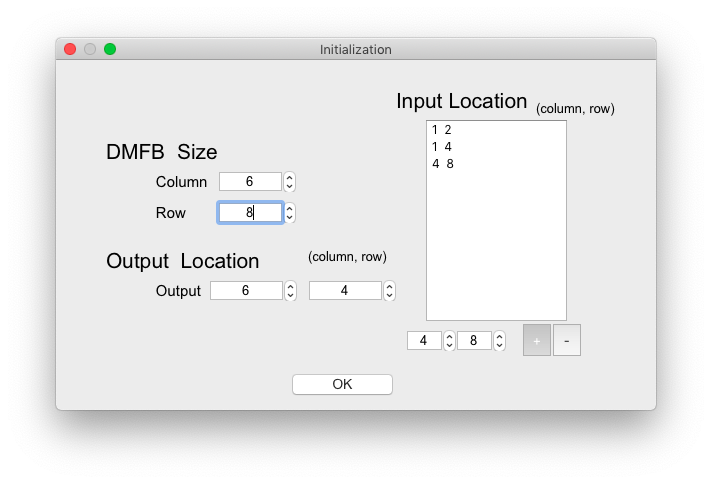 Initialization
Input Location (column, row)
1 2
1 4
4 8
DMFB Size
Column 6
Row 8
Output Location (column, row)
Output 6 4
4 8 + -
OK